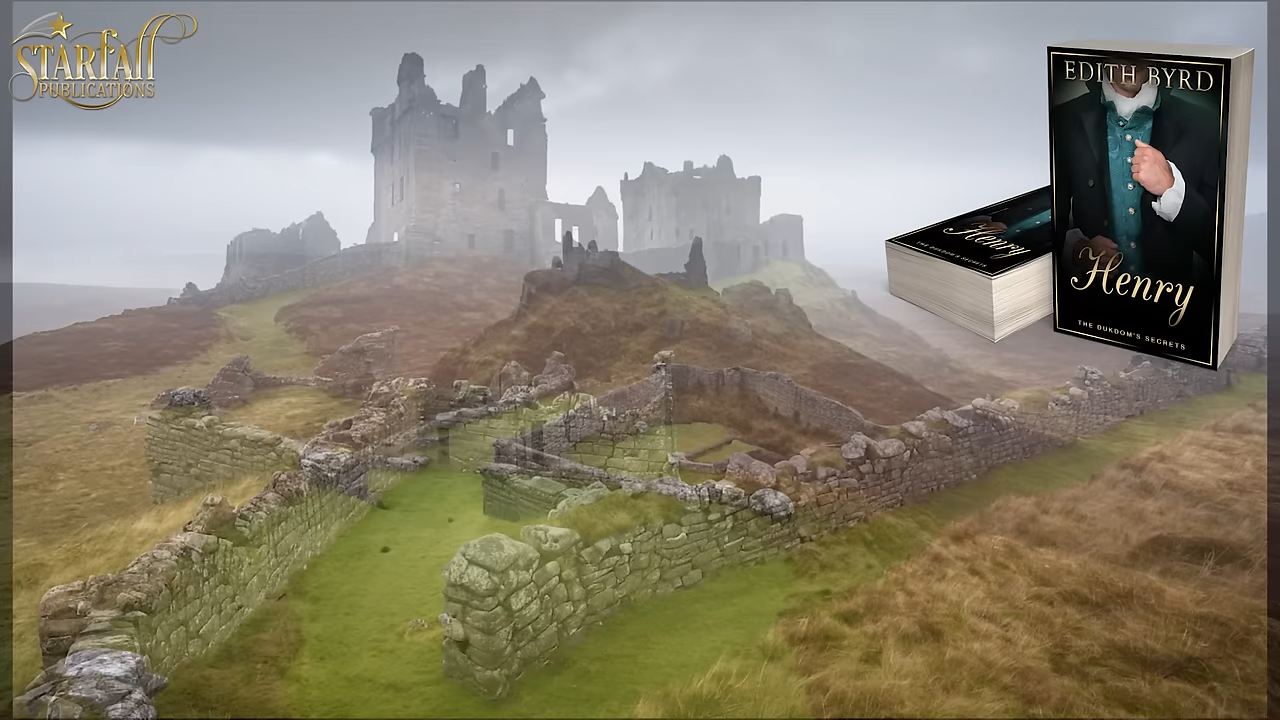 STARfAll
PUBLICATIONS
EDITH BYRD
Henry
THE DUKDOM'S SECRETS
Henry
THE DUKDOM'S SECRETS